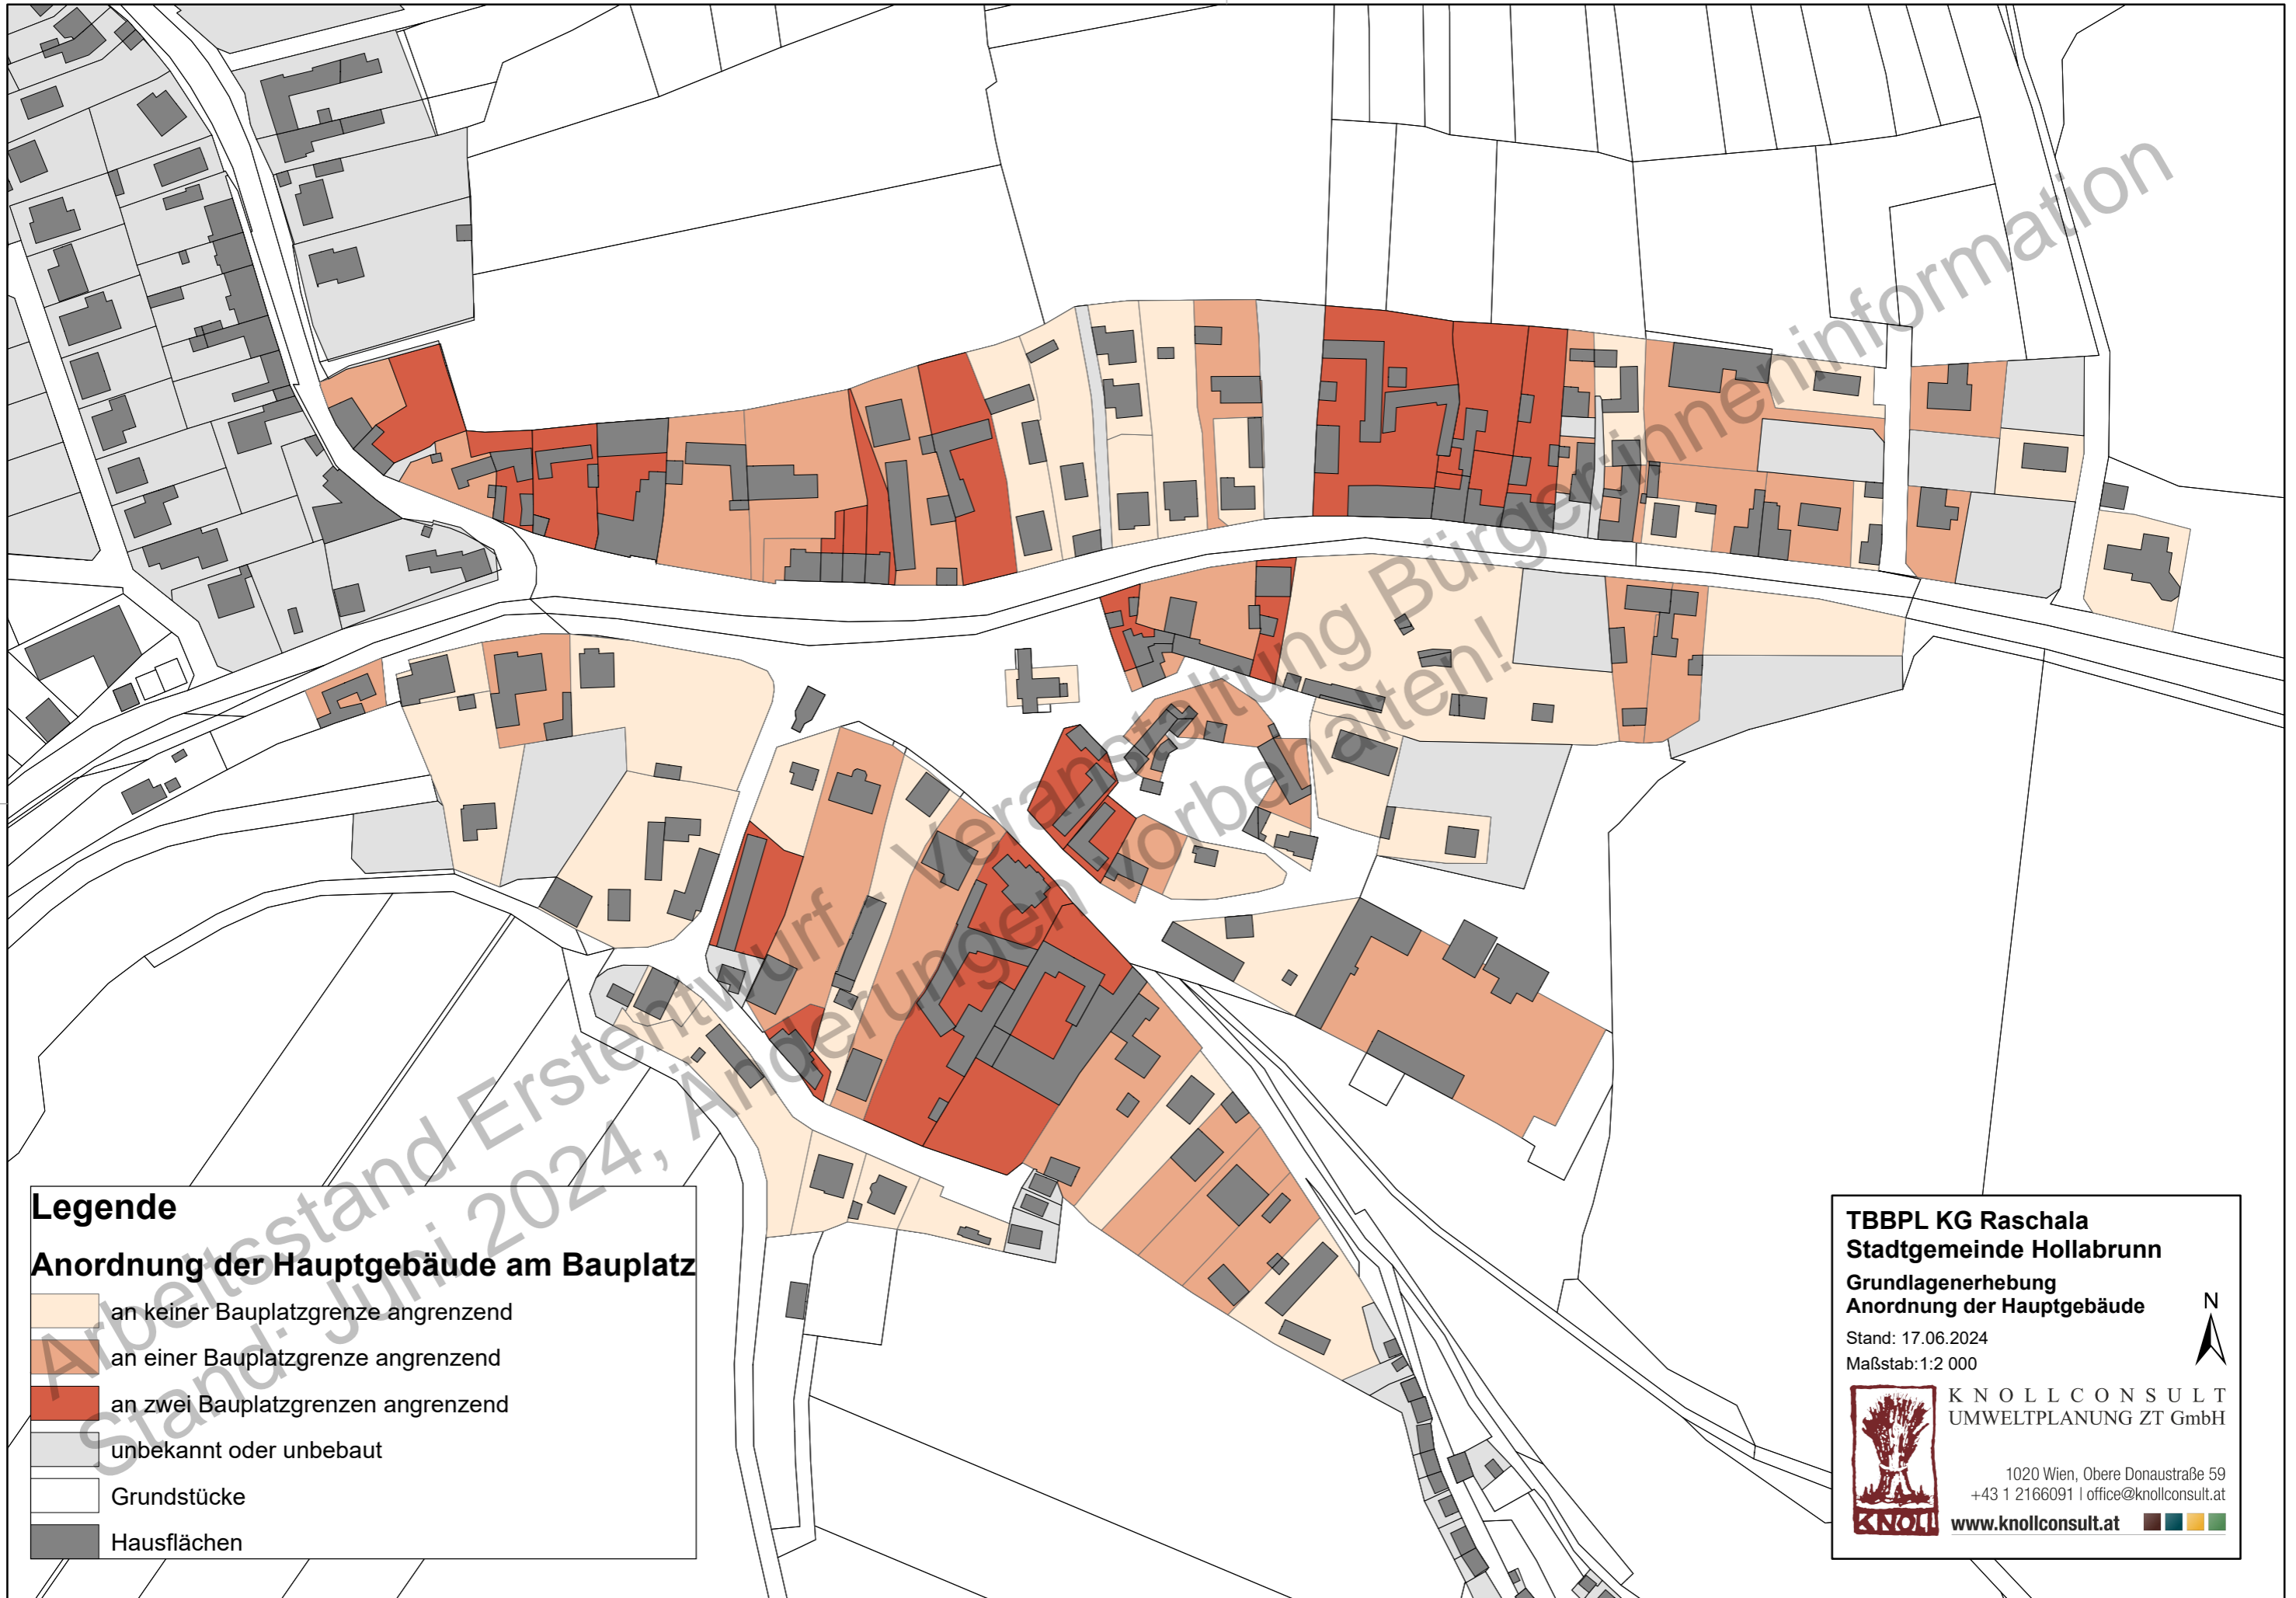 Arbeitsstand Erstentwurf - Veranstaltung Bürger:inneninformation
Stand: Juni 2024, Änderungen vorbehalten!
Legende
Anordnung der Hauptgebäude am Bauplatz
an keiner Bauplatzgrenze angrenzend
an einer Bauplatzgrenze angrenzend
an zwei Bauplatzgrenzen angrenzend
unbekannt oder unbebaut
Grundstücke
Hausflächen
TBBPL KG Raschala
Stadtgemeinde Hollabrunn
Grundlagenerhebung
Anordnung der Hauptgebäude
N
Stand: 17.06.2024
Maßstab:1:2 000
KNOLLCONSULT
UMWELTPLANUNG ZT GmbH
1020 Wien, Obere Donaustraße 59
+43 1 2166091 | office@knollconsult.at
KNOLL
www.knollconsult.at